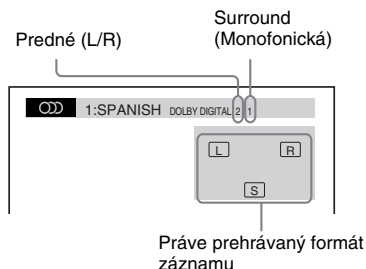 Surround
(Monofonická)
Predné (L/R)
1:SPANISH DOLBY DIGITAL 2 1
L R
S
Práve prehrávaný formát
záznamu